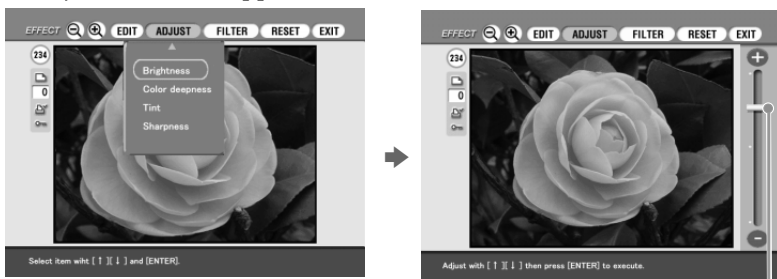 EFFECT EDIT ADJUST FILTER RESET EXIT
234
Brightness
Color deepness
Tint
Sharpness
0
Select item wiht [ ↑ ][ ↓ ] and [ENTER].
EFFECT EDIT ADJUST FILTER RESET EXIT
234
0
Adjust with [ ↑ ][ ↓ ] then press [ENTER] to execute.